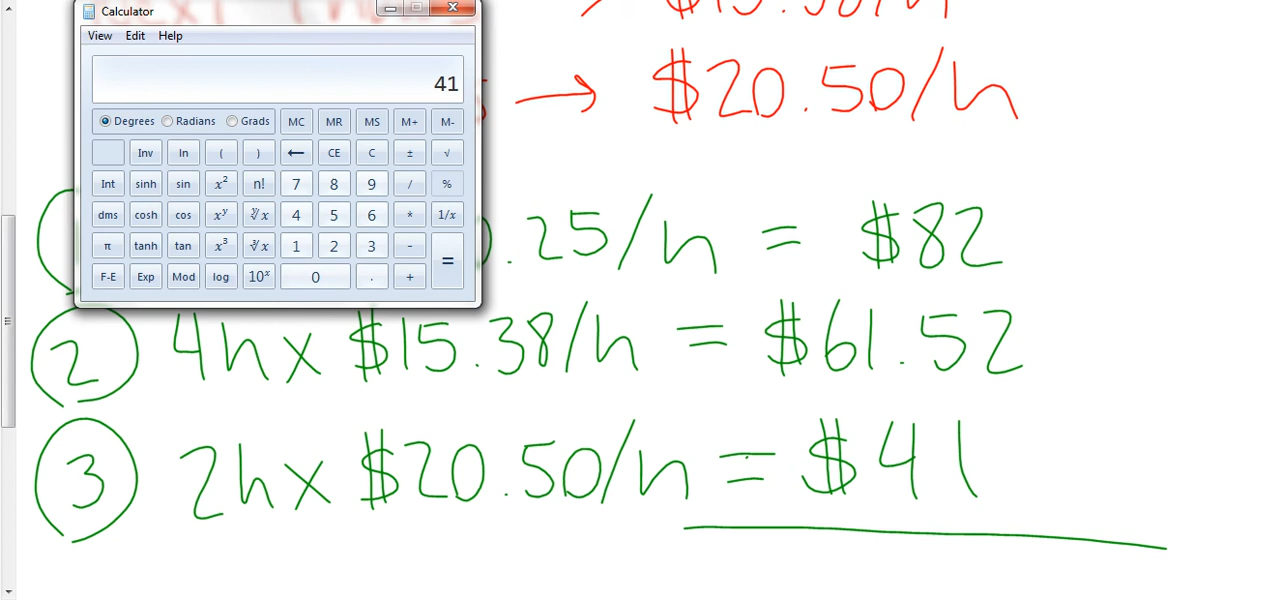 Calculator
View Edit Help
41
Degrees Radians Grads MC MR MS M+ M-
Inv ln ( ) ← CE C ± √
Int sinh sin x² n! 7 8 9 / %
dms cosh cos xʸ ʸ√x 4 5 6 * 1/x
π tanh tan x³ ³√x 1 2 3 - =
F-E Exp Mod log 10ˣ 0 . +
→ $20.50/h
.25/h = $82
2 4h x $15.38/h = $61.52
3 2h x $20.50/h = $41